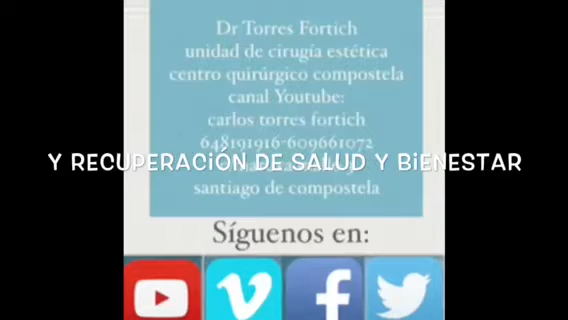 Dr Torres Fortich
unidad de cirugía estética
centro quirúrgico compostela
canal Youtube:
carlos torres fortich
648191916-609661072
Y RECUPERACIÓN DE SALUD Y BIENESTAR
santiago de compostela
Síguenos en: